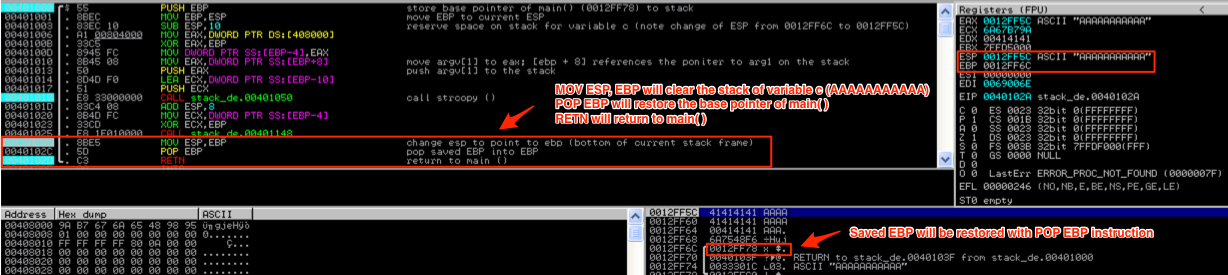 00401000 $ 55 PUSH EBP store base pointer of main() (0012FF78) to stack
00401001 . 8BEC MOV EBP,ESP move EBP to current ESP
00401003 . 83EC 10 SUB ESP,10 reserve space on stack for variable c (note change of ESP from 0012FF6C to 0012FF5C)
00401006 . A1 00804000 MOV EAX,DWORD PTR DS:[408000]
0040100B . 33C5 XOR EAX,EBP
0040100D . 8945 FC MOV DWORD PTR SS:[EBP-4],EAX
00401010 . 8B45 08 MOV EAX,DWORD PTR SS:[EBP+8] move argv[1] to eax; [ebp + 8] references the poniter to arg1 on the stack
00401013 . 50 PUSH EAX push argv[1] to the stack
00401014 . 8D4D F0 LEA ECX,DWORD PTR SS:[EBP-10]
00401017 . 51 PUSH ECX
. E8 33000000 CALL stack_de.00401050 call strcopy ()
0040101D . 83C4 08 ADD ESP,8
00401020 . 8B4D FC MOV ECX,DWORD PTR SS:[EBP-4]
00401023 . 33CD XOR ECX,EBP
00401025 . E8 1E010000 CALL stack_de.00401148
. 8BE5 MOV ESP,EBP change esp to point to ebp (bottom of current stack frame)
0040102C . 5D POP EBP pop saved EBP into EBP
. C3 RETN return to main ()
MOV ESP, EBP will clear the stack of variable c (AAAAAAAAAAA)
POP EBP will restore the base pointer of main( )
RETN will return to main( )
Registers (FPU) <
EAX 0012FF5C ASCII "AAAAAAAAAAA"
ECX 6A67B79A
EDX 00414141
EBX 7FFD5000
ESP 0012FF5C ASCII "AAAAAAAAAAA"
EBP 0012FF6C
ESI 00000000
EDI 0069006E
EIP 0040102A stack_de.0040102A
C 0 ES 0023 32bit 0(FFFFFFFF)
P 1 CS 001B 32bit 0(FFFFFFFF)
A 0 SS 0023 32bit 0(FFFFFFFF)
Z 1 DS 0023 32bit 0(FFFFFFFF)
S 0 FS 003B 32bit 7FFDF000(FFF)
T 0 GS 0000 NULL
D 0
O 0 LastErr ERROR_PROC_NOT_FOUND (0000007F)
EFL 00000246 (NO,NB,E,BE,NS,PE,GE,LE)
ST0 empty
Address Hex dump ASCII
00408000 9A B7 67 6A 65 48 98 95
00408008 01 00 00 00 00 00 00 00 0.......
00408010 FF FF FF FF 80 0A 00 00 Ç...
00408018 00 00 00 00 00 00 00 00 ........
00408020 00 00 00 00 00 00 00 00 ........
00408028 00 00 00 00 00 00 00 00 ........
0012FF5C 41414141 AAAA
0012FF60 41414141 AAAA
0012FF64 00414141 AAA.
0012FF68 6A7548F6 ÷Huj
0012FF6C 0012FF78 x $.
0012FF70 0040103F RETURN to stack_de.0040103F from stack_de.00401000
0012FF74 0033301C ASCII "AAAAAAAAAAA"
Saved EBP will be restored with POP EBP instruction